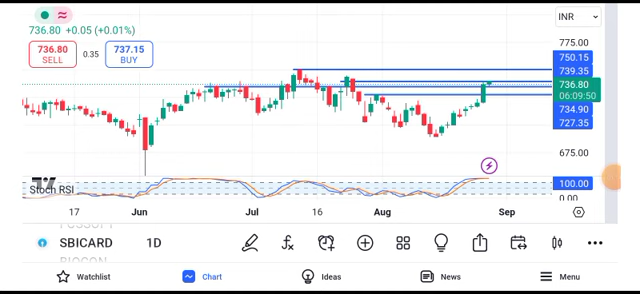 INR
736.80 +0.05 (+0.01%)
736.80 SELL
0.35
737.15 BUY
775.00
750.15
739.35
736.80
06:09:50
734.90
727.35
675.00
Stoch RSI
100.00
0.00
17 Jun Jul 16 Aug Sep
SBICARD 1D
BIOCON
Watchlist Chart Ideas News Menu